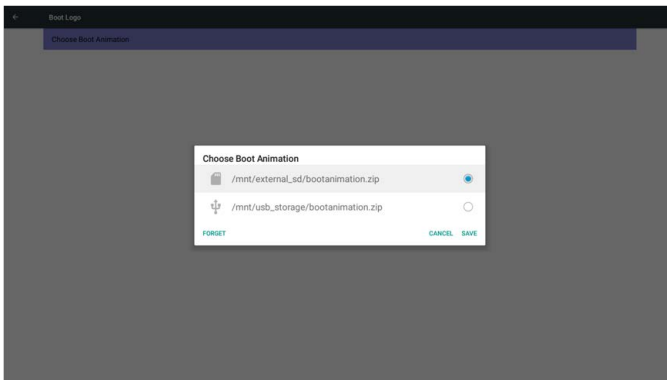 Boot Logo
Choose Boot Animation
Choose Boot Animation
/mnt/external_sd/bootanimation.zip
/mnt/usb_storage/bootanimation.zip
FORGET CANCEL SAVE